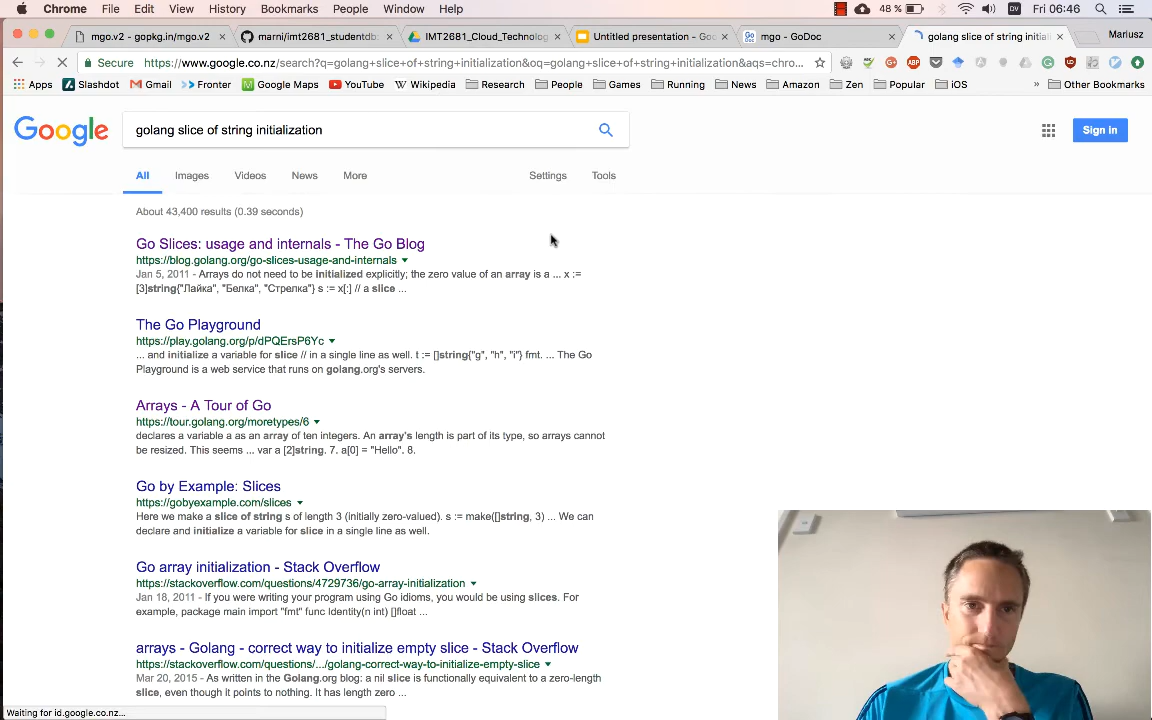 Chrome File Edit View History Bookmarks People Window Help 48 % DV Fri 06:46
mgo.v2 - gopkg.in/mgo.v2 × marni/imt2681_studentdb: × IMT2681_Cloud_Technolog × Untitled presentation - Goo × GO DOC mgo - GoDoc × golang slice of string initial × Mariusz
Secure https://www.google.co.nz/search?q=golang+slice+of+string+initialization&oq=golang+slice+of+string+initialization&aqs=chro...
Apps Slashdot Gmail Fronter Google Maps YouTube Wikipedia Research People Games Running News Amazon Zen Popular iOS » Other Bookmarks
Google golang slice of string initialization Sign in
All Images Videos News More Settings Tools
About 43,400 results (0.39 seconds)
Go Slices: usage and internals - The Go Blog
https://blog.golang.org/go-slices-usage-and-internals
Jan 5, 2011 - Arrays do not need to be initialized explicitly; the zero value of an array is a ... x :=
[3]string{"Лайка", "Белка", "Стрелка"} s := x[:] // a slice ...
The Go Playground
https://play.golang.org/p/dPQErsP6Yc
... and initialize a variable for slice // in a single line as well. t := []string{"g", "h", "i"} fmt. ... The Go
Playground is a web service that runs on golang.org's servers.
Arrays - A Tour of Go
https://tour.golang.org/moretypes/6
declares a variable a as an array of ten integers. An array's length is part of its type, so arrays cannot
be resized. This seems ... var a [2]string. 7. a[0] = "Hello". 8.
Go by Example: Slices
https://gobyexample.com/slices
Here we make a slice of string s of length 3 (initially zero-valued). s := make([]string, 3) ... We can
declare and initialize a variable for slice in a single line as well.
Go array initialization - Stack Overflow
https://stackoverflow.com/questions/4729736/go-array-initialization
Jan 18, 2011 - If you were writing your program using Go idioms, you would be using slices. For
example, package main import "fmt" func Identity(n int) []float ...
arrays - Golang - correct way to initialize empty slice - Stack Overflow
https://stackoverflow.com/questions/.../golang-correct-way-to-initialize-empty-slice
Mar 20, 2015 - As written in the Golang.org blog: a nil slice is functionally equivalent to a zero-length
slice, even though it points to nothing. It has length zero ...
Waiting for id.google.co.nz...